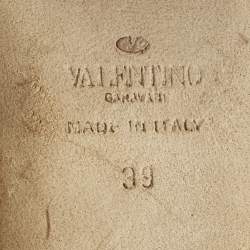 VALENTINO
GARAVANI
MADE IN ITALY
39